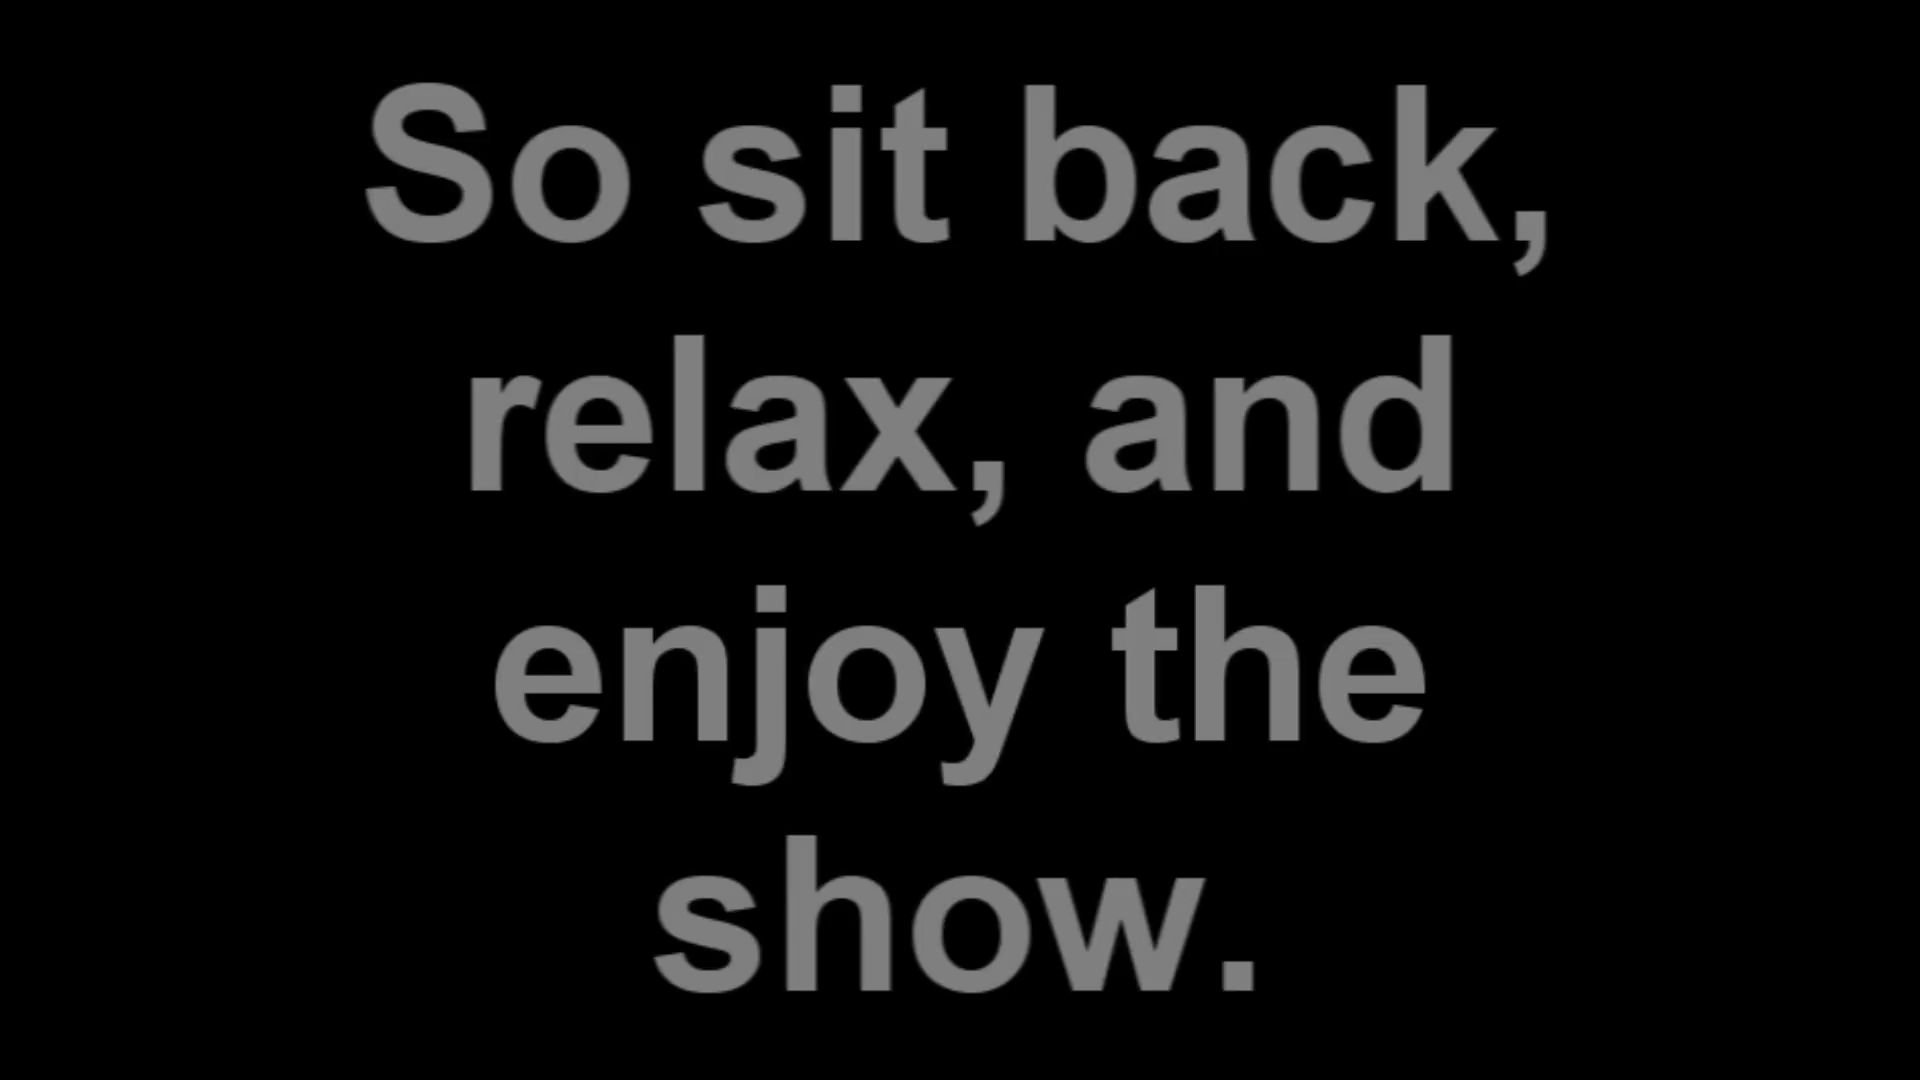 So sit back,
relax, and
enjoy the
show.